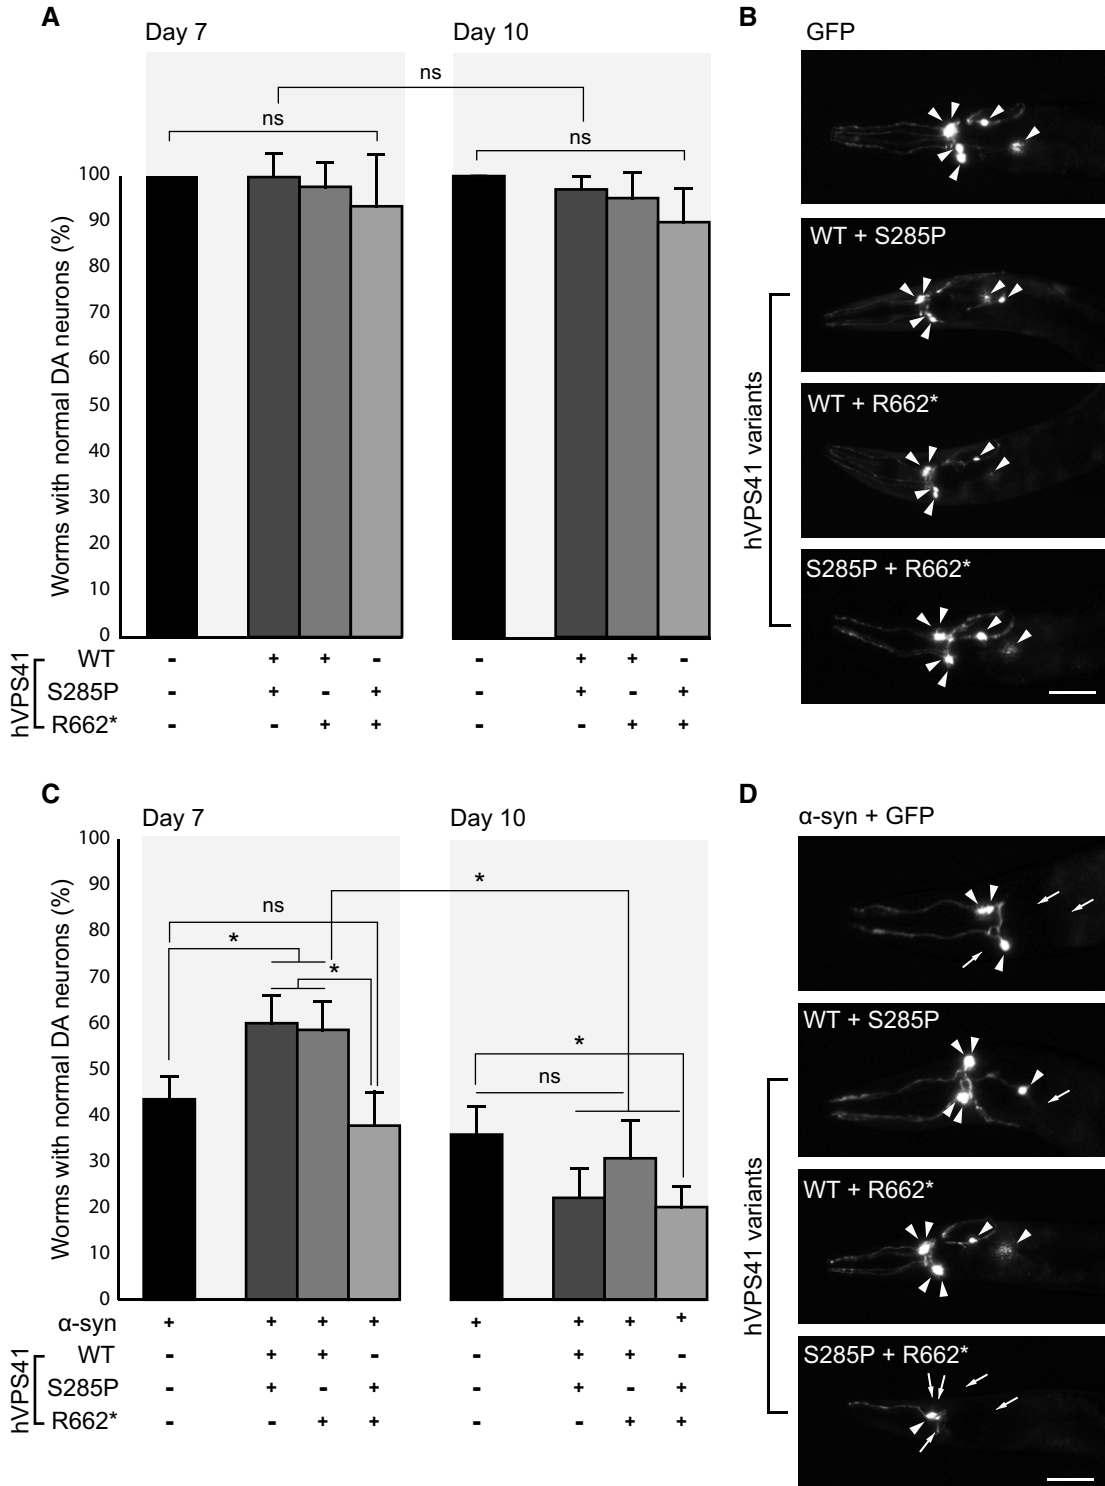 A
Day 7
Day 10
ns
ns
ns
Worms with normal DA neurons (%)
100
90
80
70
60
50
40
30
20
10
0
hVPS41
WT - + + - - + + -
S285P - + - + - + - +
R662* - - + + - - + +
B
GFP
WT + S285P
WT + R662*
S285P + R662*
hVPS41 variants
C
Day 7
Day 10
*
ns
*
*
*
ns
Worms with normal DA neurons (%)
100
90
80
70
60
50
40
30
20
10
0
α-syn + + + + + + + +
hVPS41
WT - + + - - + + -
S285P - + - + - + - +
R662* - - + + - - + +
D
α-syn + GFP
WT + S285P
WT + R662*
S285P + R662*
hVPS41 variants